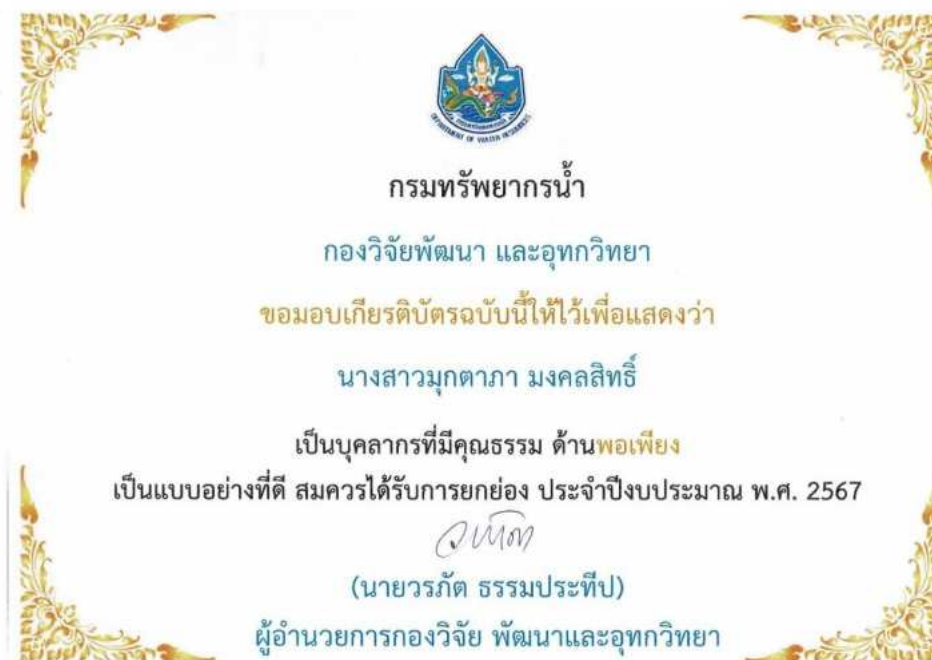 DEPARTMENT OF WATER RESOURCES
กรมทรัพยากรน้ำ
กองวิจัยพัฒนา และอุทกวิทยา
ขอมอบเกียรติบัตรฉบับนี้ให้ไว้เพื่อแสดงว่า
นางสาวมุกตาภา มงคลสิทธิ์
เป็นบุคลากรที่มีคุณธรรม ด้านพอเพียง
เป็นแบบอย่างที่ดี สมควรได้รับการยกย่อง ประจำปีงบประมาณ พ.ศ. 2567
(นายวรภัต ธรรมประทีป)
ผู้อำนวยการกองวิจัย พัฒนาและอุทกวิทยา